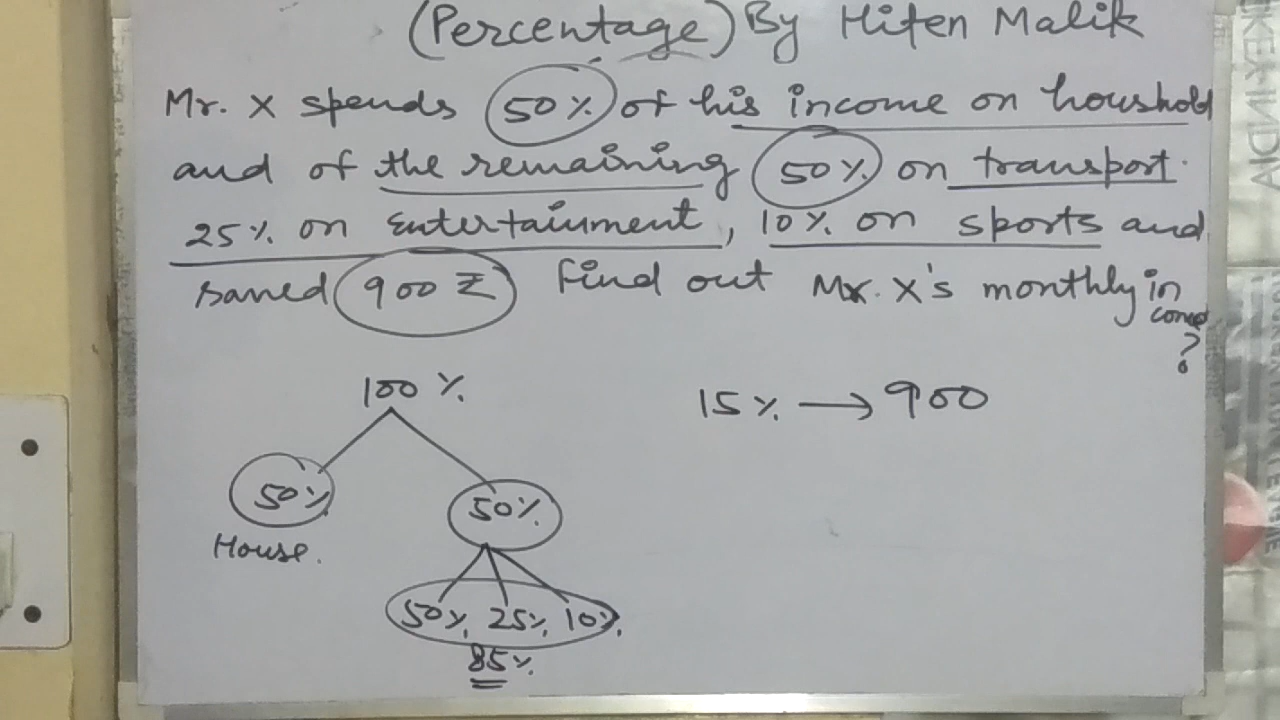 (Percentage) By Hiten Malik
Mr. X spends 50% of his income on houshold
and of the remaining 50% on transport.
25% on Entertainment, 10% on sports and
saved 900 ₹ Find out Mr. X's monthly in
come
?
100 %
15% → 900
50%
50%
House.
50% 25% 10%
85%